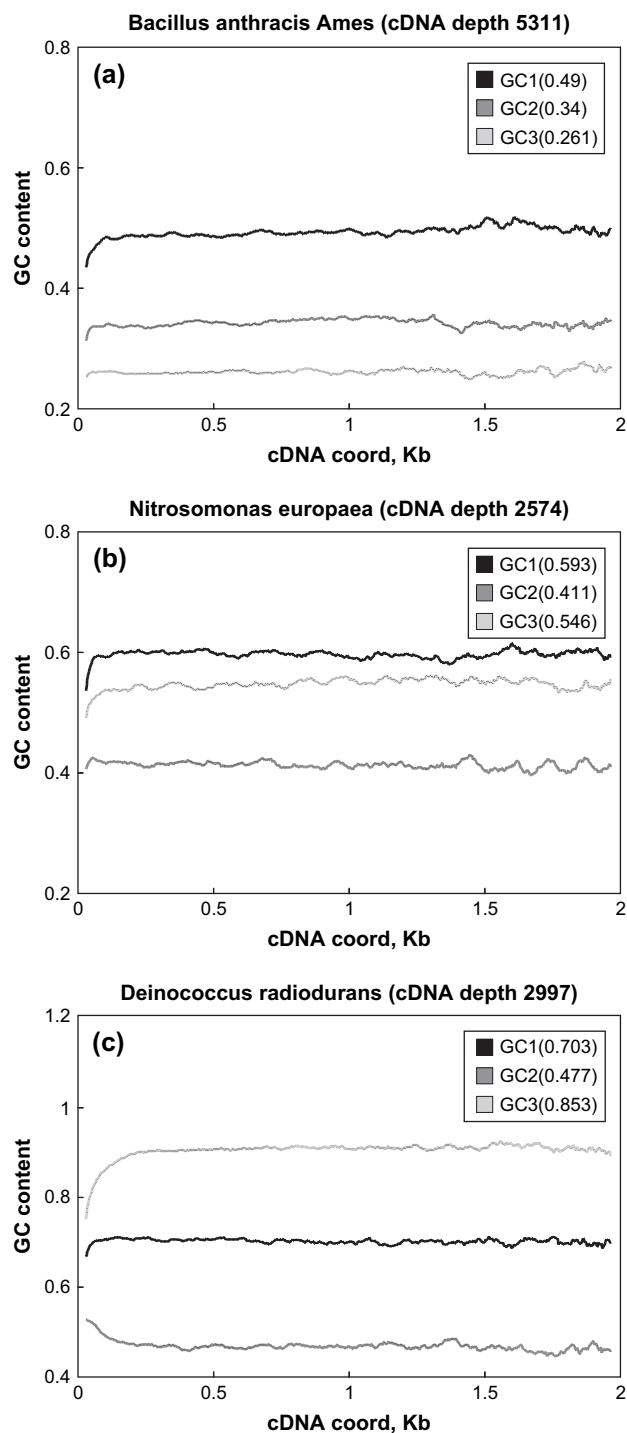 Bacillus anthracis Ames (cDNA depth 5311)
(a)
GC1(0.49)
GC2(0.34)
GC3(0.261)
0.8
0.6
0.4
0.2
GC content
0
0.5
1
1.5
2
cDNA coord, Kb
Nitrosomonas europaea (cDNA depth 2574)
(b)
GC1(0.593)
GC2(0.411)
GC3(0.546)
0.8
0.6
0.4
0.2
GC content
0
0.5
1
1.5
2
cDNA coord, Kb
Deinococcus radiodurans (cDNA depth 2997)
(c)
GC1(0.703)
GC2(0.477)
GC3(0.853)
1.2
1
0.8
0.6
0.4
GC content
0
0.5
1
1.5
2
cDNA coord, Kb